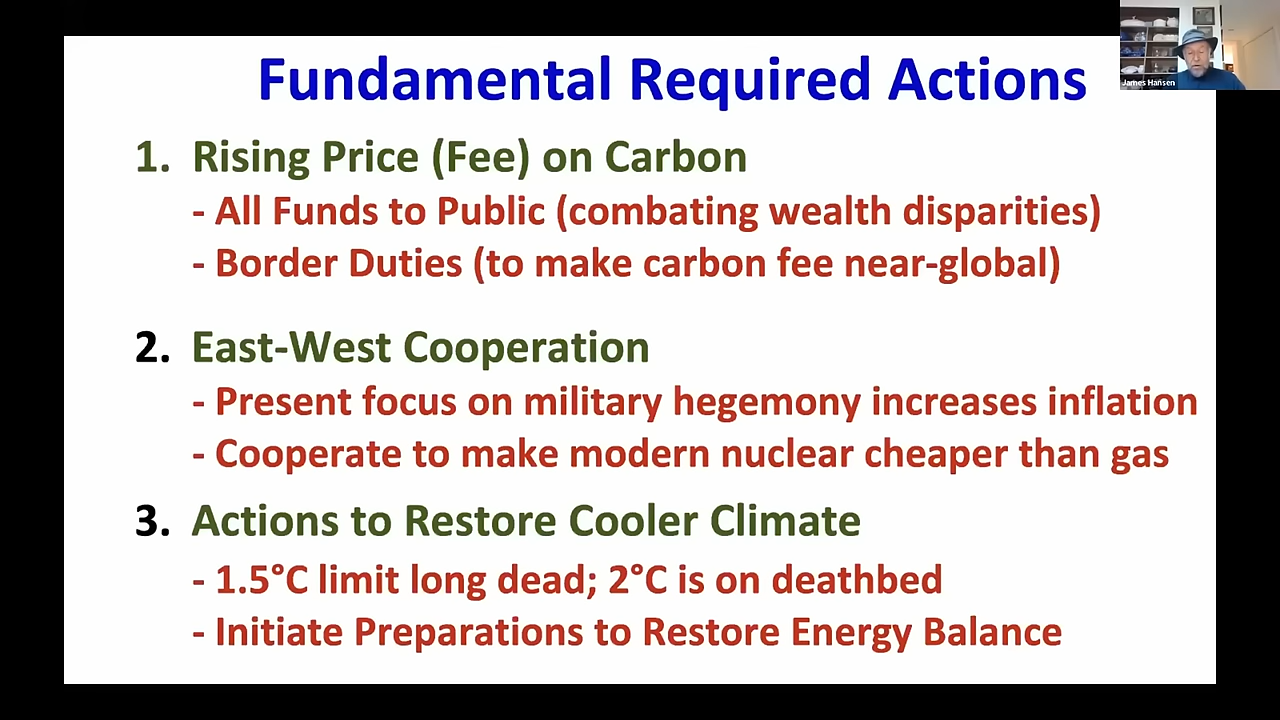 Fundamental Required Actions
James Hansen
1. Rising Price (Fee) on Carbon
- All Funds to Public (combating wealth disparities)
- Border Duties (to make carbon fee near-global)
2. East-West Cooperation
- Present focus on military hegemony increases inflation
- Cooperate to make modern nuclear cheaper than gas
3. Actions to Restore Cooler Climate
- 1.5°C limit long dead; 2°C is on deathbed
- Initiate Preparations to Restore Energy Balance